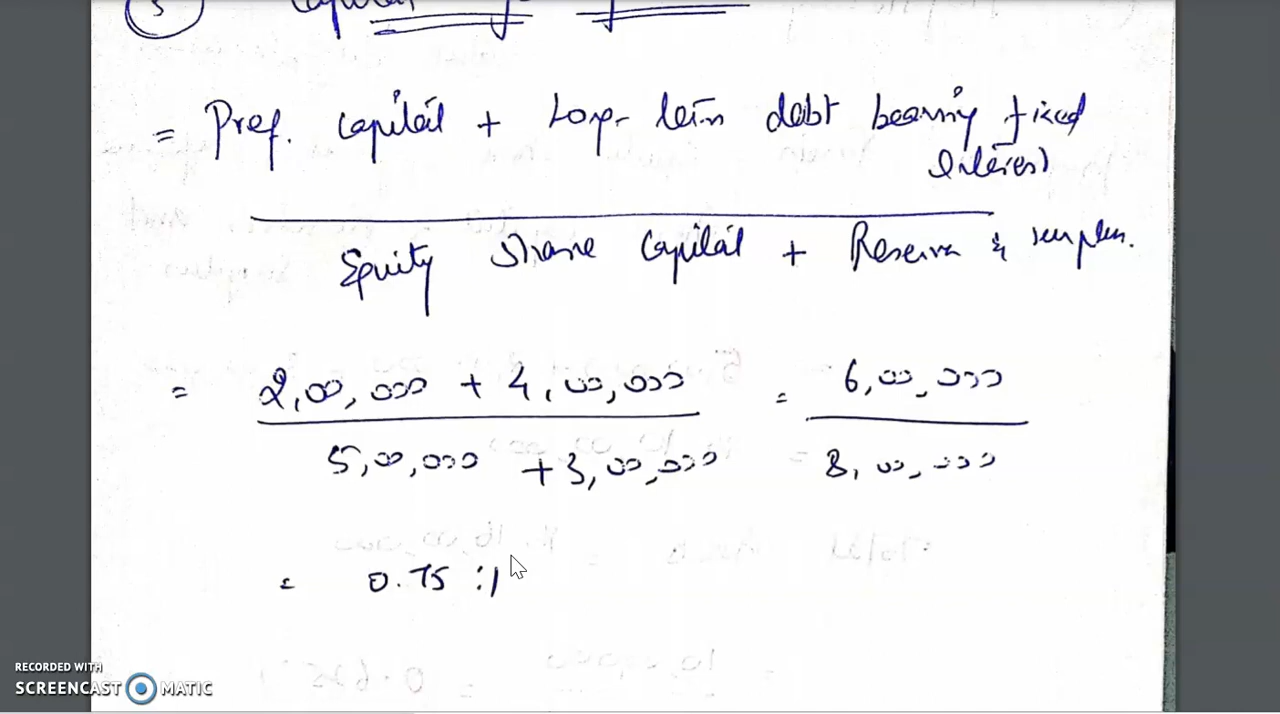 5
= Pref. Capital + Long-term debt bearing fixed
Interest
Equity Share Capital + Reserve & surplus.
= 2,00,000 + 4,00,000 = 6,00,000
5,00,000 + 3,00,000 8,00,000
= 0.75 :1
RECORDED WITH
SCREENCAST MATIC